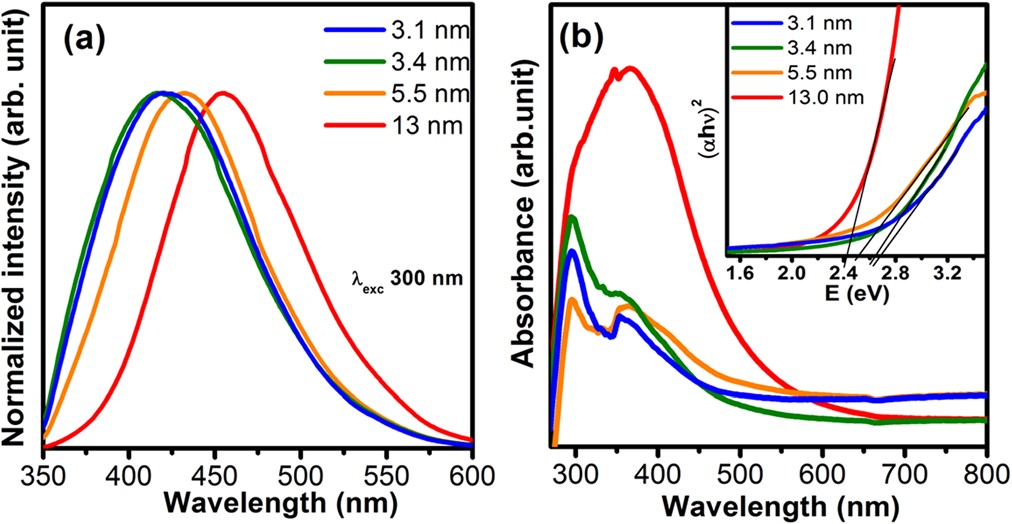 (a)
3.1 nm
3.4 nm
5.5 nm
13 nm
λexc 300 nm
Normalized intensity (arb. unit)
350 400 450 500 550 600
Wavelength (nm)
(b)
3.1 nm
3.4 nm
5.5 nm
13.0 nm
(αhν)²
1.6 2.0 2.4 2.8 3.2
E (eV)
Absorbance (arb.unit)
300 400 500 600 700 800
Wavelength (nm)